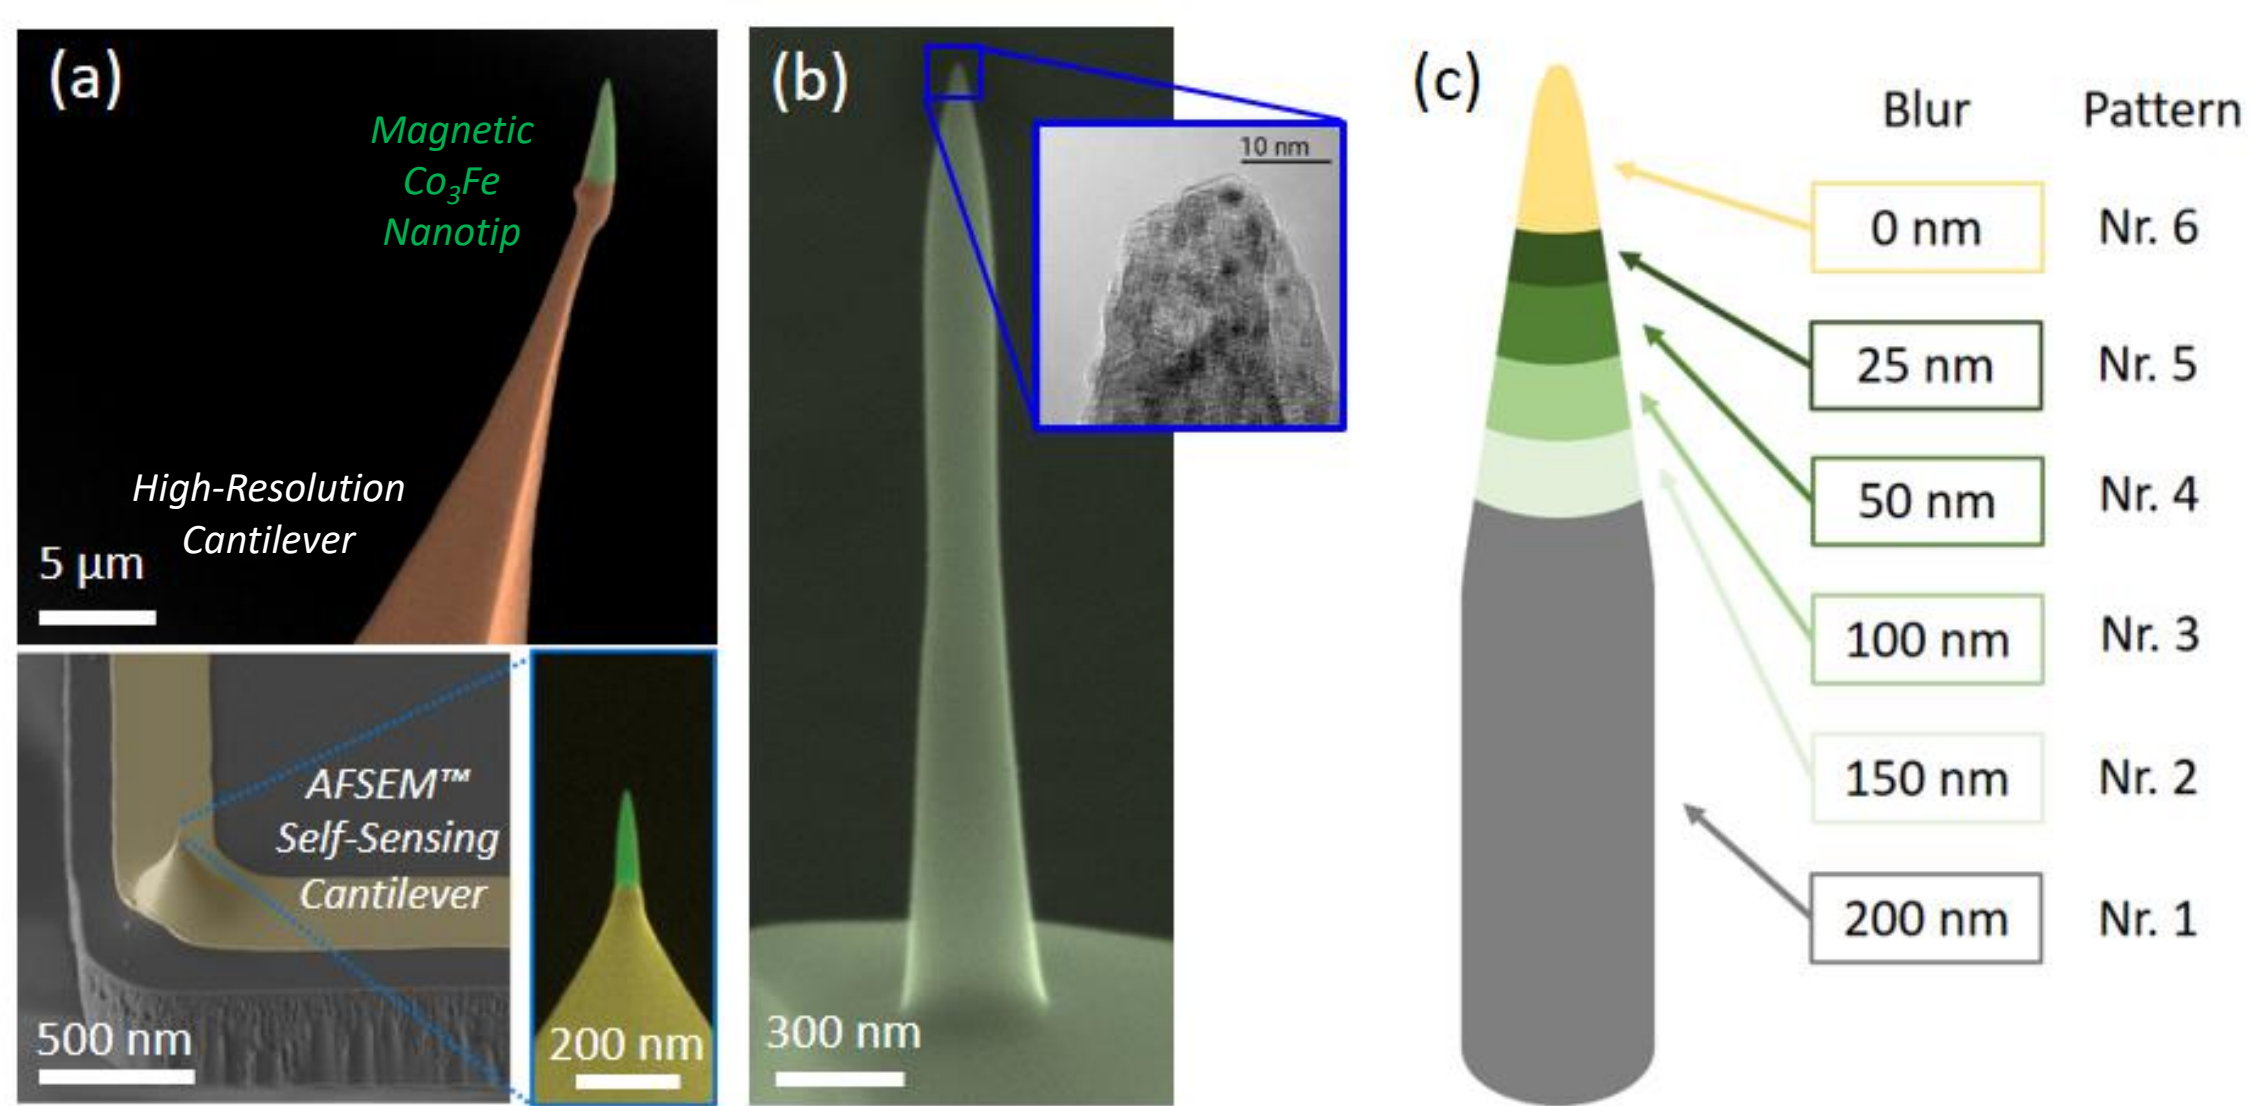 (a)
Magnetic
Co3Fe
Nanotip
High-Resolution
Cantilever
5 µm
AFSEM™
Self-Sensing
Cantilever
500 nm
200 nm
(b)
10 nm
300 nm
(c)
Blur Pattern
0 nm Nr. 6
25 nm Nr. 5
50 nm Nr. 4
100 nm Nr. 3
150 nm Nr. 2
200 nm Nr. 1